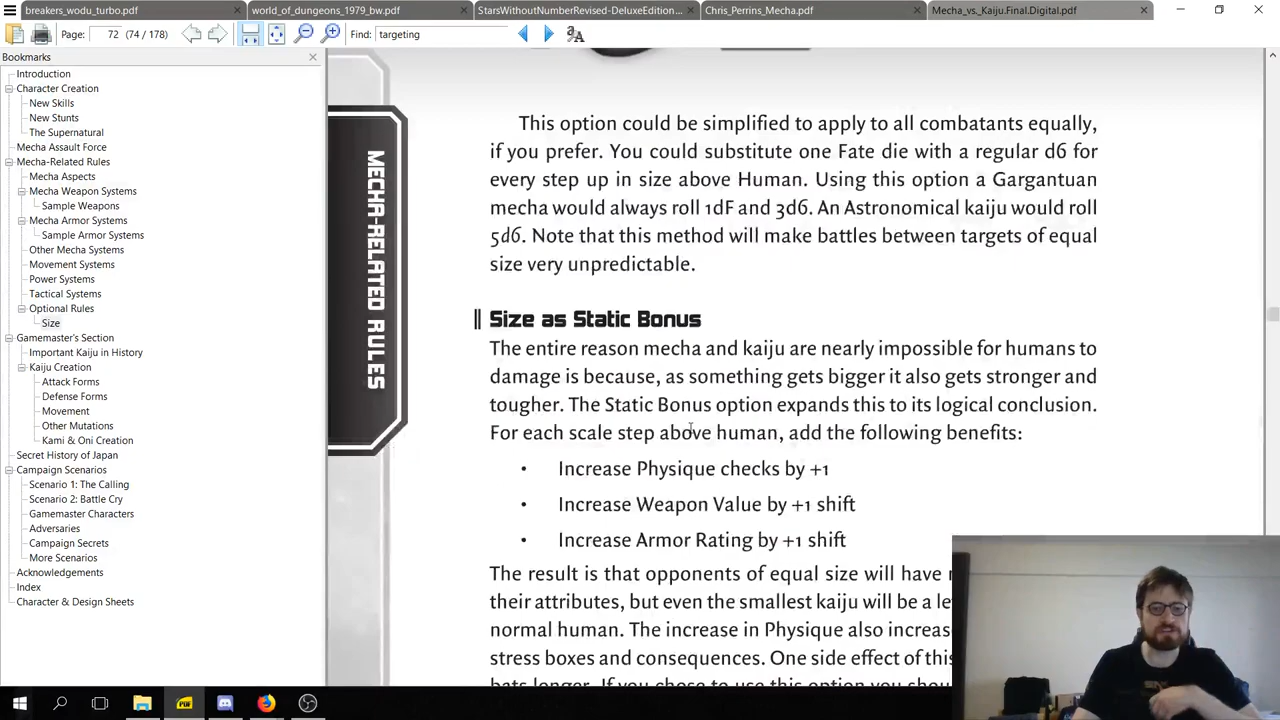 breakers_wodu_turbo.pdf
world_of_dungeons_1979_bw.pdf
StarsWithoutNumberRevised-DeluxeEdition...
Chris_Perrins_Mecha.pdf
Mecha_vs._Kaiju.Final.Digital.pdf
Page: 72 (74 / 178)
Find: targeting
Bookmarks
Introduction
Character Creation
New Skills
New Stunts
The Supernatural
Mecha Assault Force
Mecha-Related Rules
Mecha Aspects
Mecha Weapon Systems
Sample Weapons
Mecha Armor Systems
Sample Armor Systems
Other Mecha Systems
Movement Systems
Power Systems
Tactical Systems
Optional Rules
Size
Gamemaster's Section
Important Kaiju in History
Kaiju Creation
Attack Forms
Defense Forms
Movement
Other Mutations
Kami & Oni Creation
Secret History of Japan
Campaign Scenarios
Scenario 1: The Calling
Scenario 2: Battle Cry
Gamemaster Characters
Adversaries
Campaign Secrets
More Scenarios
Acknowledgements
Index
Character & Design Sheets
MECHA-RELATED RULES
This option could be simplified to apply to all combatants equally,
if you prefer. You could substitute one Fate die with a regular d6 for
every step up in size above Human. Using this option a Gargantuan
mecha would always roll 1dF and 3d6. An Astronomical kaiju would roll
5d6. Note that this method will make battles between targets of equal
size very unpredictable.
Size as Static Bonus
The entire reason mecha and kaiju are nearly impossible for humans to
damage is because, as something gets bigger it also gets stronger and
tougher. The Static Bonus option expands this to its logical conclusion.
For each scale step above human, add the following benefits:
• Increase Physique checks by +1
• Increase Weapon Value by +1 shift
• Increase Armor Rating by +1 shift
The result is that opponents of equal size will have
their attributes, but even the smallest kaiju will be a
normal human. The increase in Physique also
stress boxes and consequences. One side effect of
longer. If you chose to use this option you